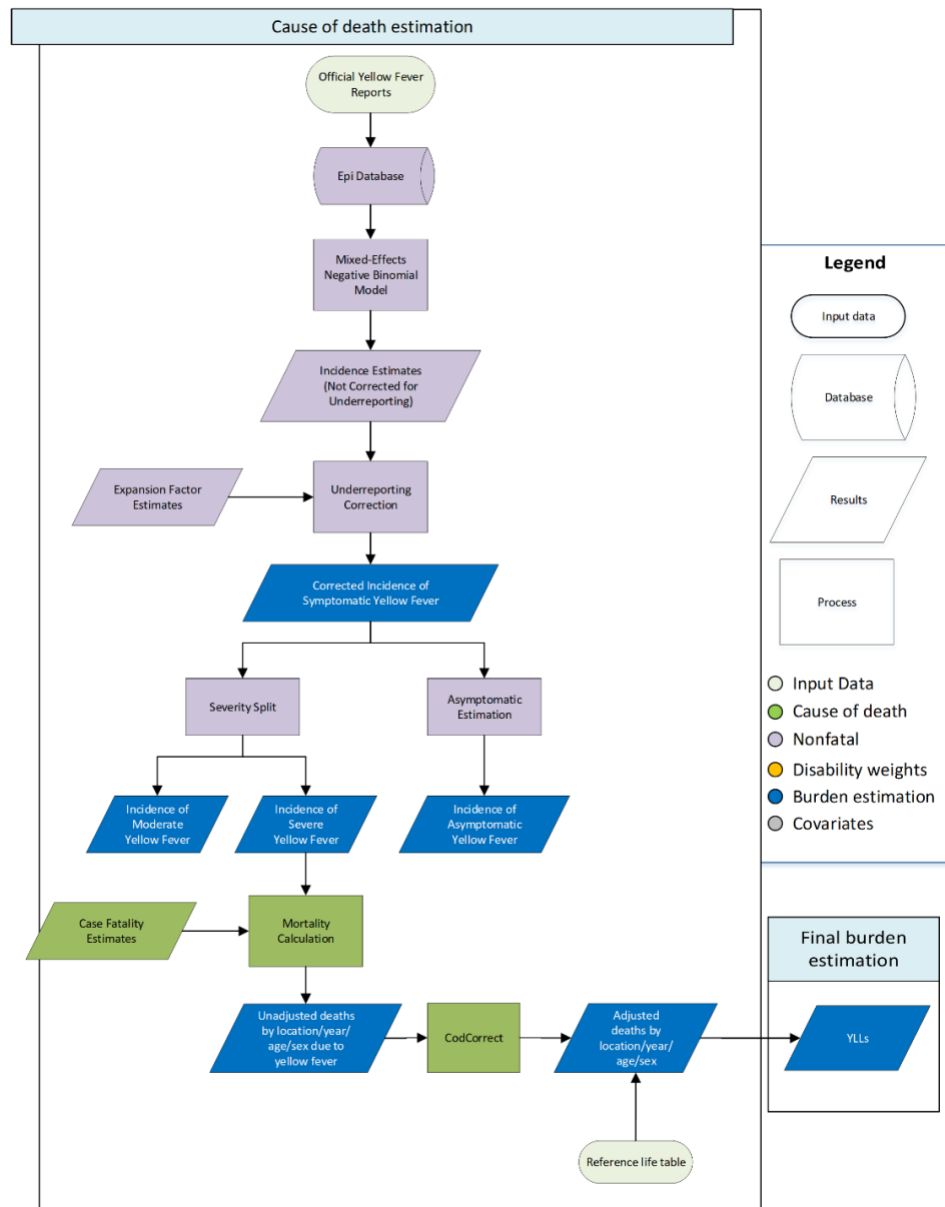 Cause of death estimation
Official Yellow Fever
Reports
Epi Database
Mixed-Effects
Negative Binomial
Model
Incidence Estimates
(Not Corrected for
Underreporting)
Expansion Factor
Estimates
Underreporting
Correction
Corrected Incidence of
Symptomatic Yellow Fever
Severity Split
Asymptomatic
Estimation
Incidence of
Moderate
Yellow Fever
Incidence of
Severe
Yellow Fever
Incidence of
Asymptomatic
Yellow Fever
Case Fatality
Estimates
Mortality
Calculation
Unadjusted deaths
by location/year/
age/sex due to
yellow fever
CodCorrect
Adjusted
deaths by
location/year/
age/sex
Reference life table
Legend
Input data
Database
Results
Process
Input Data
Cause of death
Nonfatal
Disability weights
Burden estimation
Covariates
Final burden
estimation
YLLs